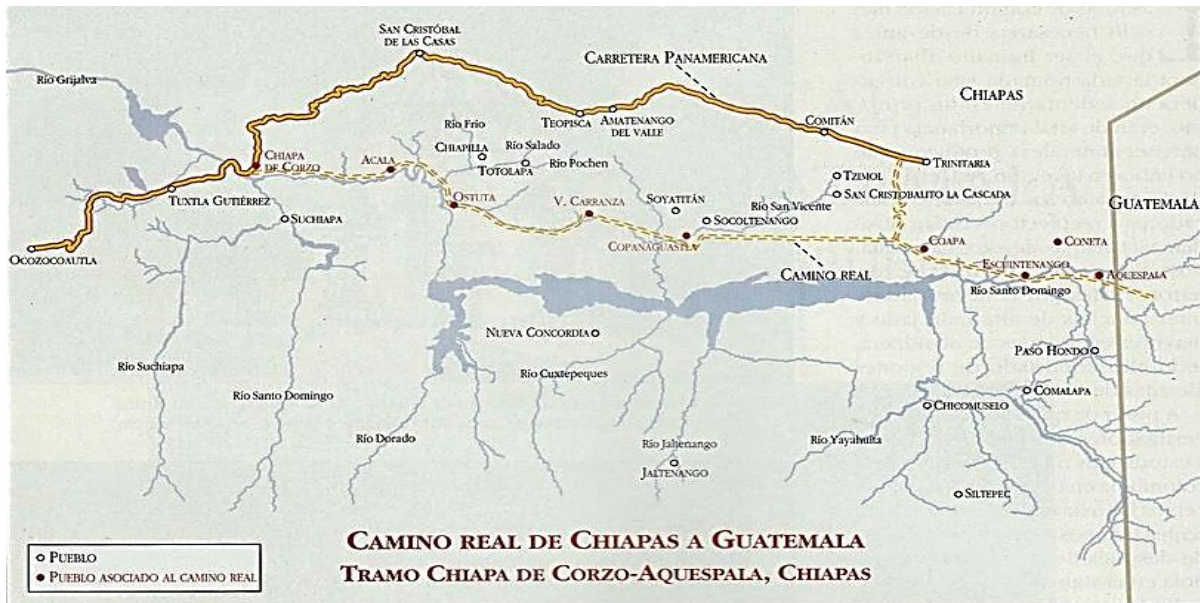 SAN CRISTÓBAL
DE LAS CASAS
CARRETERA PANAMERICANA
RÍO GRIJALVA
CHIAPAS
TEOPISCA
AMATENANGO
DEL VALLE
COMITÁN
TRINITARIA
CHIAPA
DE CORZO
ACALA
RÍO FRIO
CHIAPILLA
RÍO SALADO
TOTOLAPA
RÍO POCHEN
TZIMOL
SAN CRISTOBALITO LA CASCADA
TUXTLA GUTIÉRREZ
SUCHIAPA
OSTUTA
V. CARRANZA
SOYATITÁN
RÍO SAN VICENTE
SOCOLTENANGO
GUATEMALA
OCOZOCOAUTLA
COPANAGUASTLA
CAMINO REAL
COAPA
CONETA
ESCUINTENANGO
AQUESPALA
RÍO SANTO DOMINGO
NUEVA CONCORDIA
PASO HONDO
RÍO SUCHIAPA
RÍO CUXTEPEQUES
RÍO SANTO DOMINGO
COMALAPA
CHICOMUSELO
RÍO DORADO
RÍO JALTENANGO
RÍO YAYAHUITA
JALTENANGO
SILTEPEC
CAMINO REAL DE CHIAPAS A GUATEMALA
TRAMO CHIAPA DE CORZO-AQUESPALA, CHIAPAS
PUEBLO
PUEBLO ASOCIADO AL CAMINO REAL